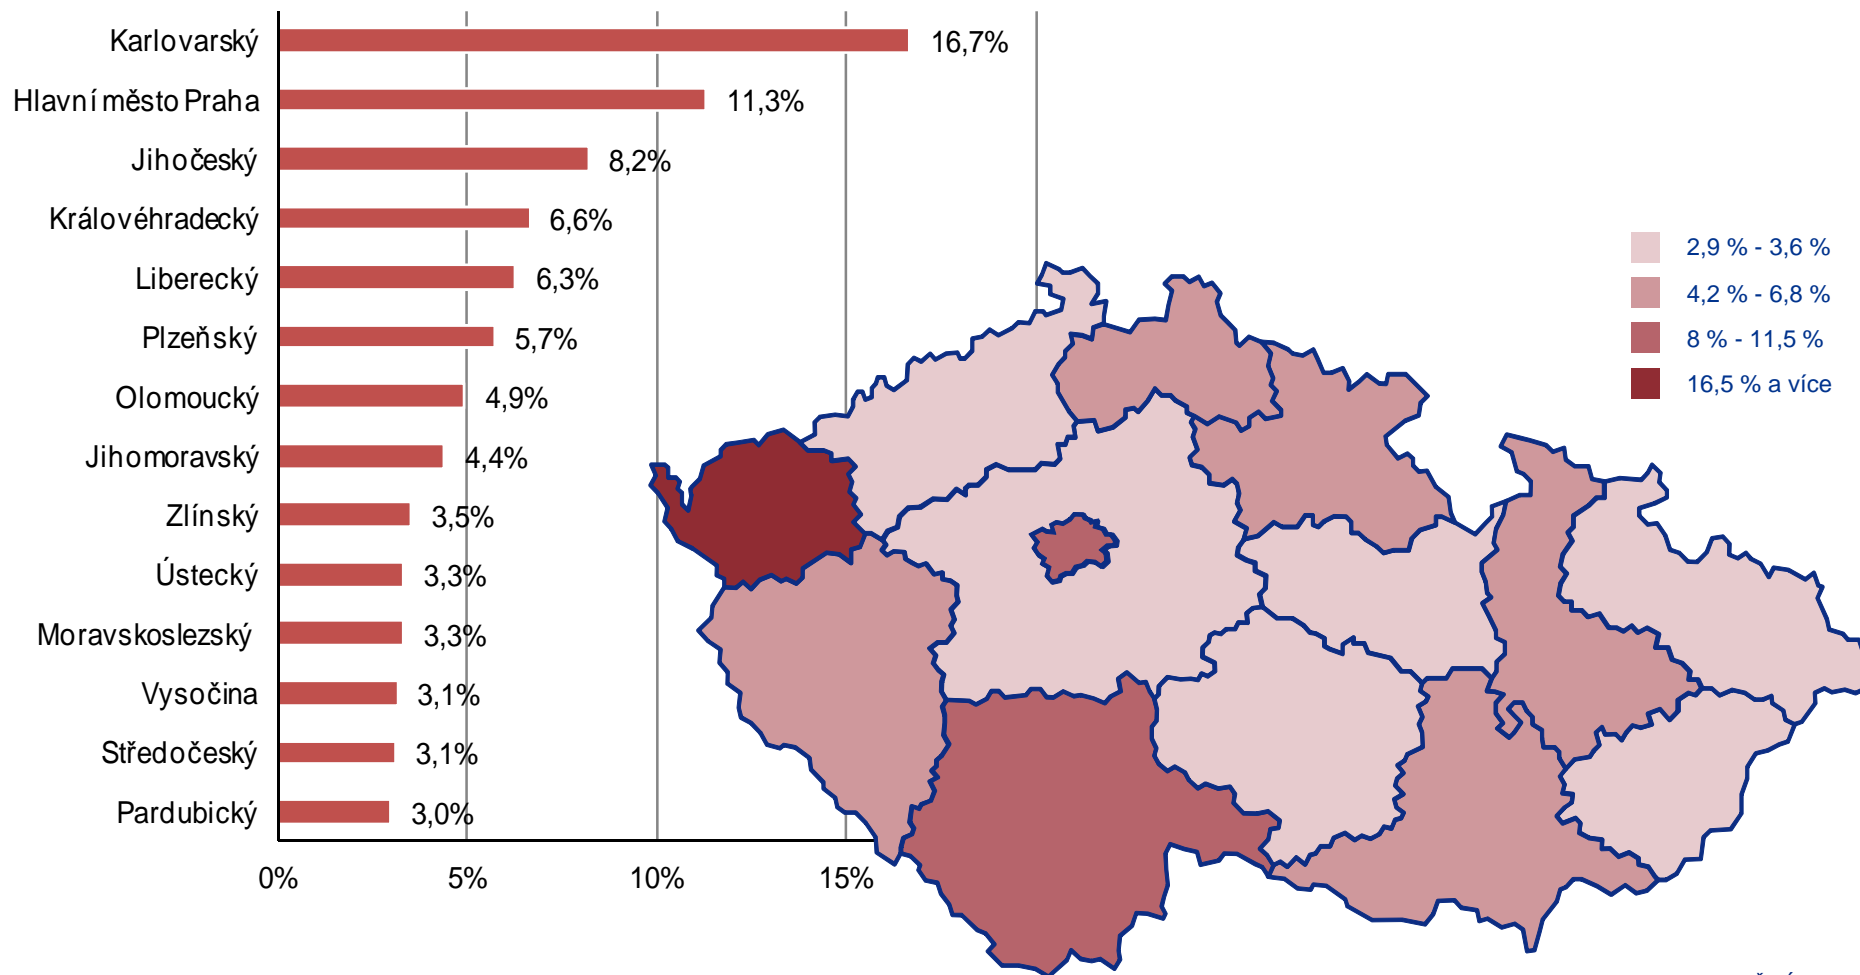 Karlovarský 16,7%
Hlavní město Praha 11,3%
Jihočeský 8,2%
Královéhradecký 6,6%
Liberecký 6,3%
Plzeňský 5,7%
Olomoucký 4,9%
Jihomoravský 4,4%
Zlínský 3,5%
Ústecký 3,3%
Moravskoslezský 3,3%
Vysočina 3,1%
Středočeský 3,1%
Pardubický 3,0%
0% 5% 10% 15%
2,9 % - 3,6 %
4,2 % - 6,8 %
8 % - 11,5 %
16,5 % a více